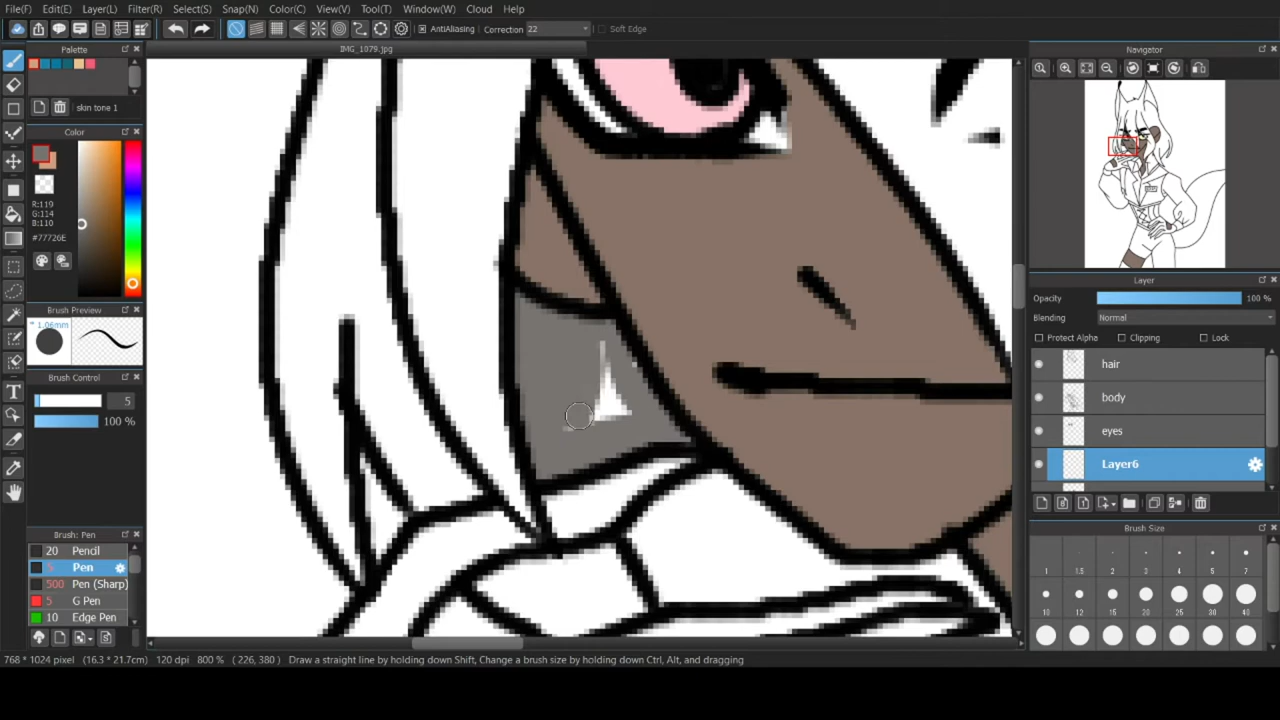 File(F) Edit(E) Layer(L) Filter(R) Select(S) Snap(N) Color(C) View(V) Tool(T) Window(W) Cloud Help
AntiAliasing Correction 22 Soft Edge
Palette
IMG_1079.jpg
Navigator
skin tone 1
Color
R:119
G:114
B:110
#77726E
Brush Preview
* 1.06mm
Brush Control
5
100 %
Layer
Opacity 100 %
Blending Normal
Protect Alpha Clipping Lock
hair
body
eyes
Layer6
Brush: Pen
20 Pencil
5 Pen
500 Pen (Sharp)
5 G Pen
10 Edge Pen
Brush Size
1 1.5 2 3 4 5 7
10 12 15 20 25 30 40
768 * 1024 pixel (16.3 * 21.7cm) 120 dpi 800 % ( 226, 380 ) Draw a straight line by holding down Shift, Change a brush size by holding down Ctrl, Alt, and dragging